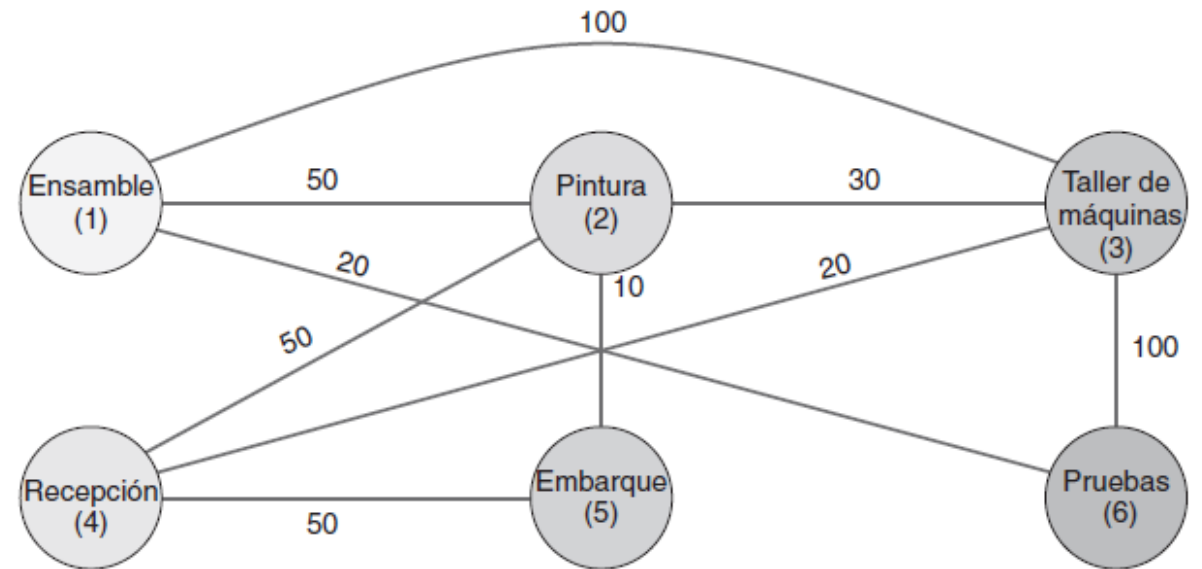 100
Ensamble
(1)
50
Pintura
(2)
30
Taller de
máquinas
(3)
20
10
20
50
100
Recepción
(4)
50
Embarque
(5)
Pruebas
(6)